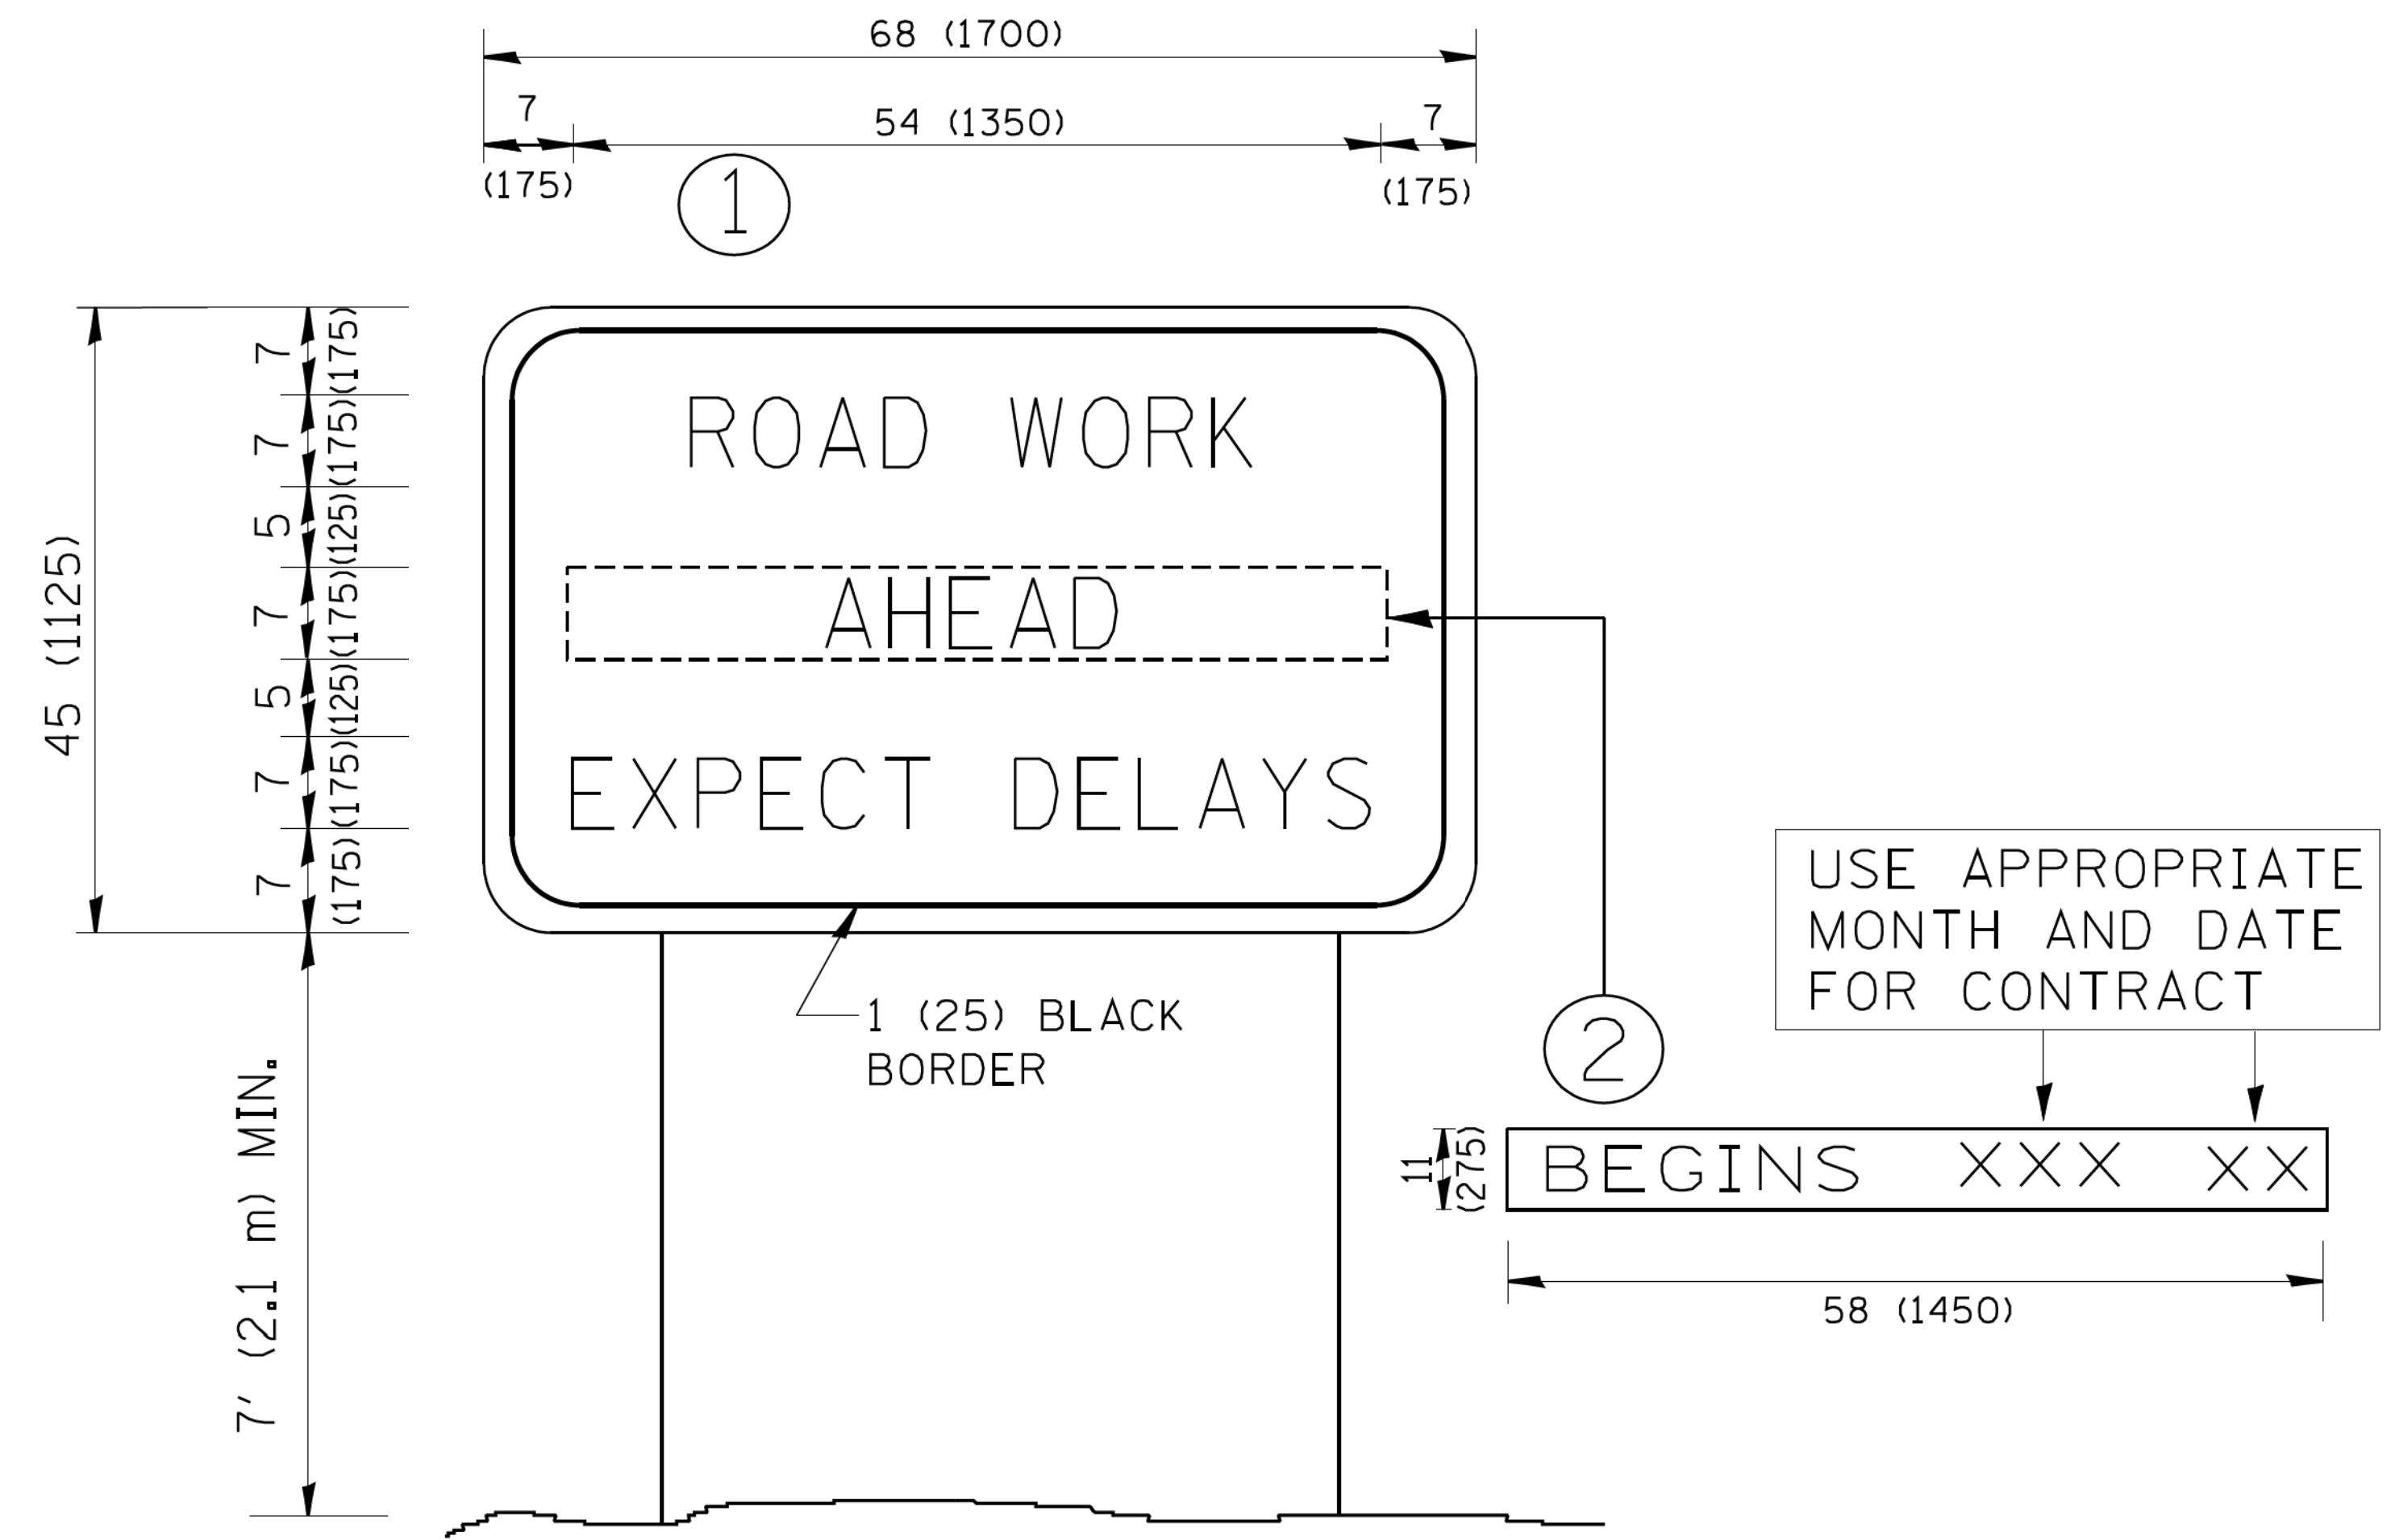 68 (1700)
7
54 (1350)
7
(175)
(175)
1
45 (1125)
7 (175)
7 (175)
5 (125)
7 (175)
5 (125)
7 (175)
7 (175)
ROAD WORK
AHEAD
EXPECT DELAYS
1 (25) BLACK
BORDER
7' (2.1 m) MIN.
2
USE APPROPRIATE
MONTH AND DATE
FOR CONTRACT
11
(275)
BEGINS XXX XX
58 (1450)